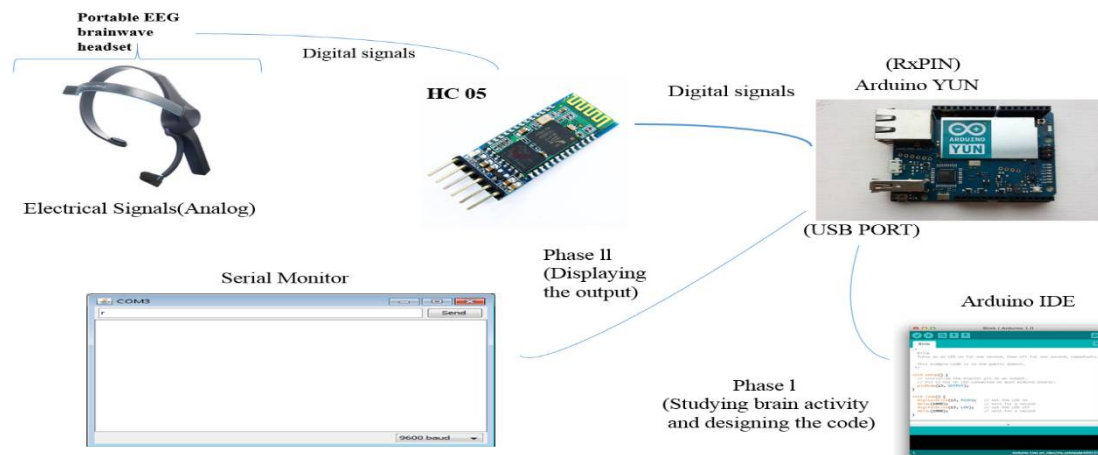 Portable EEG
brainwave
headset
Digital signals
HC 05
Digital signals
(RxPIN)
Arduino YUN
ARDUINO
YUN
Electrical Signals(Analog)
(USB PORT)
Phase II
(Displaying
the output)
Serial Monitor
COM3
r
Send
9600 baud
Arduino IDE
Phase I
(Studying brain activity
and designing the code)